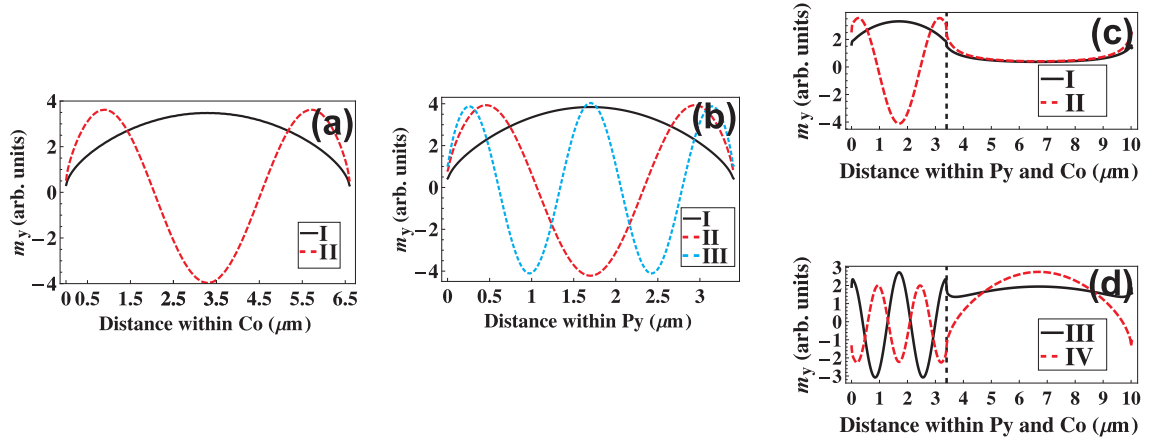 (a)
4
2
0
−2
−4
m_y (arb. units)
I
II
0 0.5 1.5 2.5 3.5 4.5 5.5 6.5
Distance within Co (μm)
(b)
4
2
0
−2
−4
m_y (arb. units)
I
II
III
0 0.5 1 1.5 2 2.5 3
Distance within Py (μm)
(c)
2
0
−2
−4
m_y (arb. units)
I
II
0 1 2 3 4 5 6 7 8 9 10
Distance within Py and Co (μm)
(d)
3
2
1
0
−1
−2
−3
m_y (arb. units)
III
IV
0 1 2 3 4 5 6 7 8 9 10
Distance within Py and Co (μm)